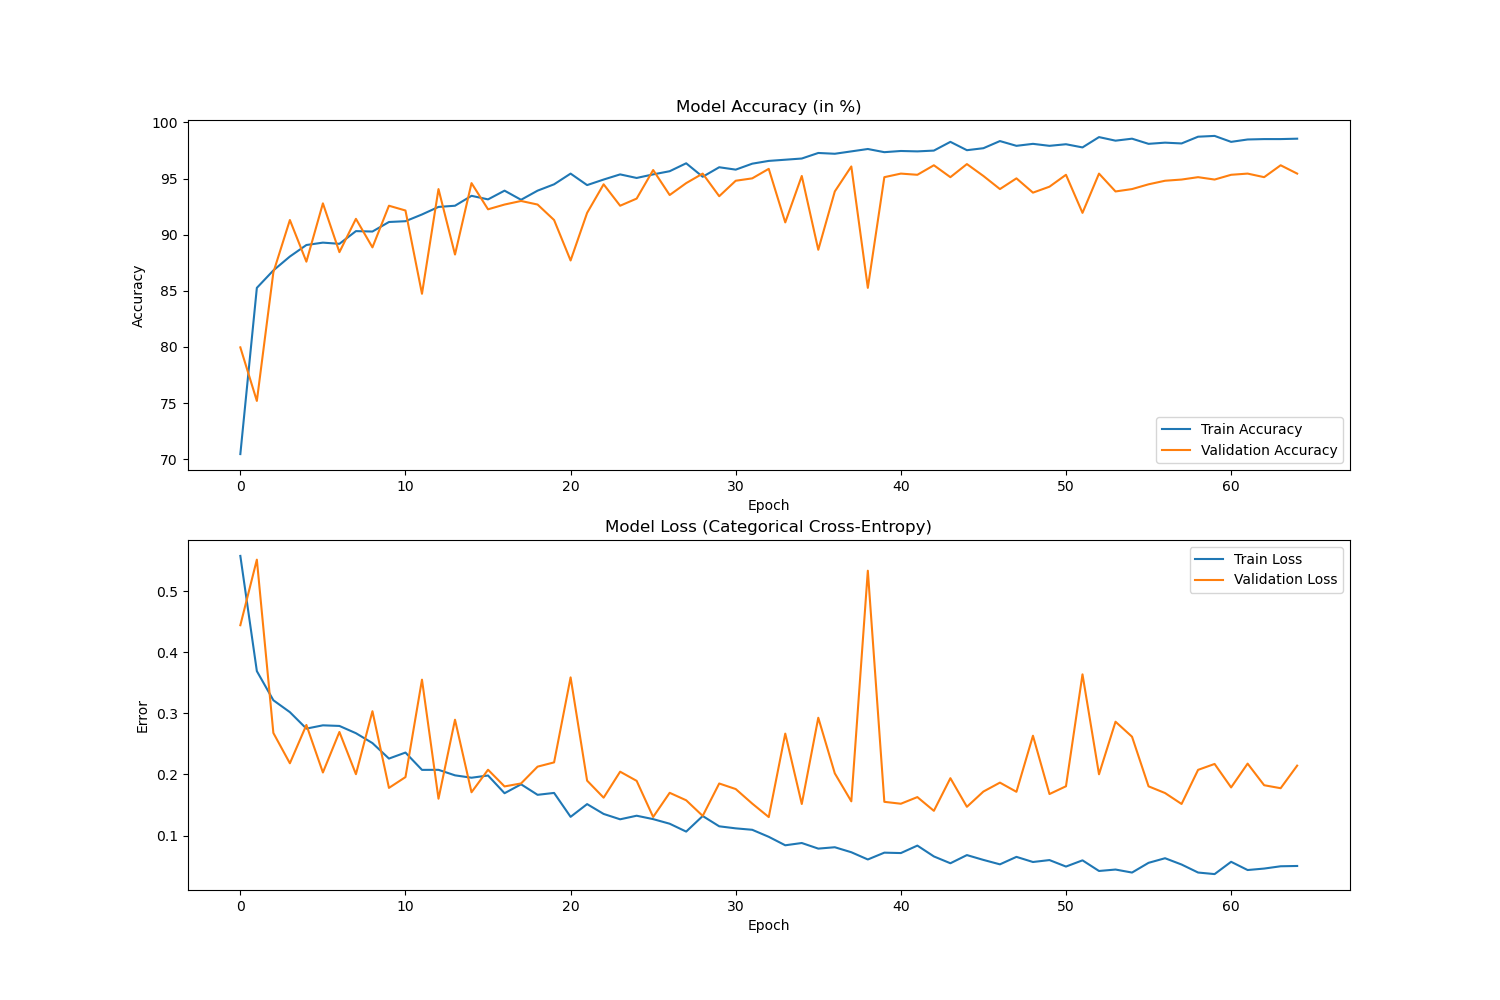 Model Accuracy (in %)
100
95
90
85
80
75
70
Accuracy
Train Accuracy
Validation Accuracy
0 10 20 30 40 50 60
Epoch
Model Loss (Categorical Cross-Entropy)
Train Loss
Validation Loss
0.5
0.4
0.3
0.2
0.1
Error
0 10 20 30 40 50 60
Epoch